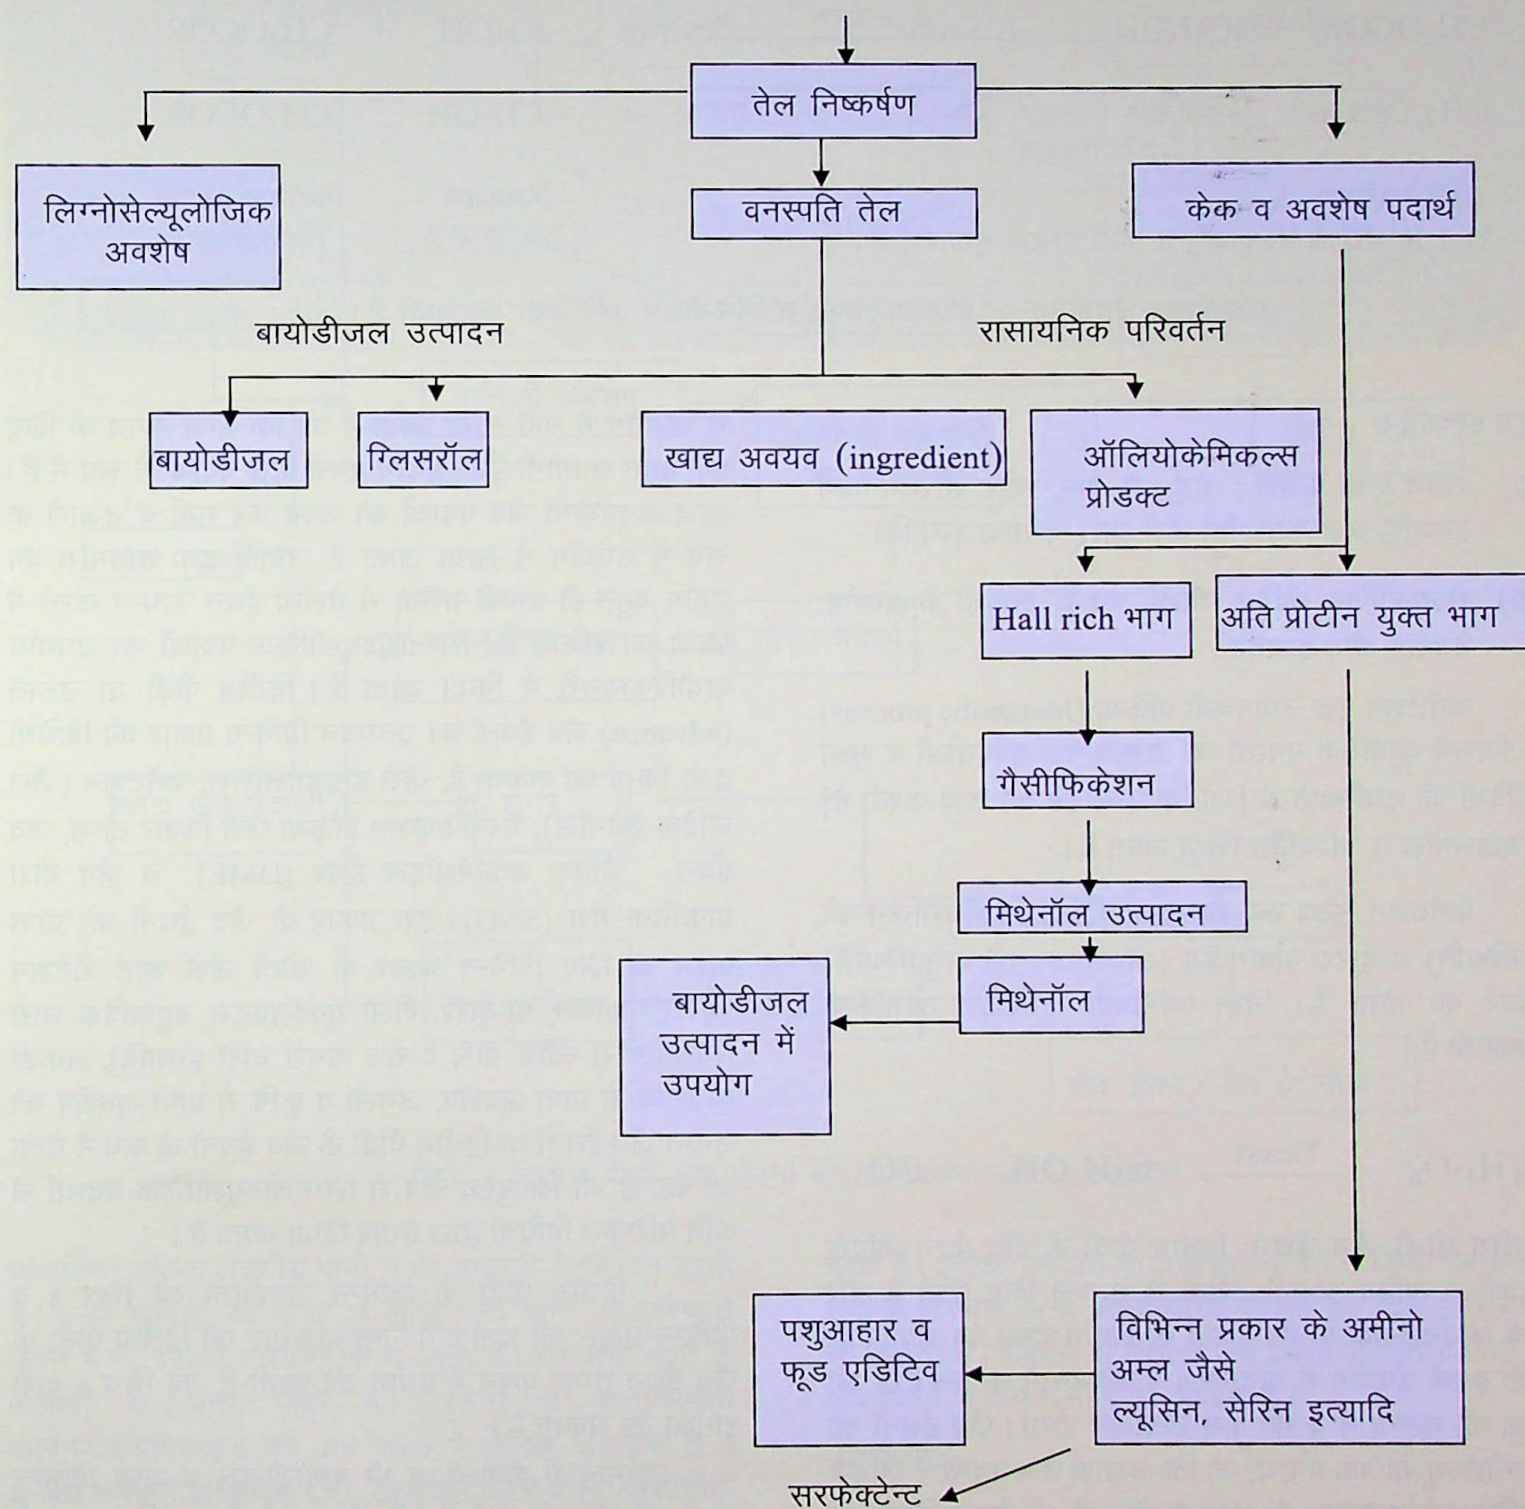 तेल निष्कर्षण
लिग्नोसेल्यूलोजिक
अवशेष
वनस्पति तेल
केक व अवशेष पदार्थ
बायोडीजल उत्पादन
रासायनिक परिवर्तन
बायोडीजल
ग्लिसरॉल
खाद्य अवयव (ingredient)
ऑलियोकेमिकल्स
प्रोडक्ट
Hall rich भाग
अति प्रोटीन युक्त भाग
गैसीफिकेशन
मिथेनॉल उत्पादन
मिथेनॉल
बायोडीजल
उत्पादन में
उपयोग
पशुआहार व
फूड एडिटिव
विभिन्न प्रकार के अमीनो
अम्ल जैसे
ल्यूसिन, सेरिन इत्यादि
सरफेक्टेन्ट